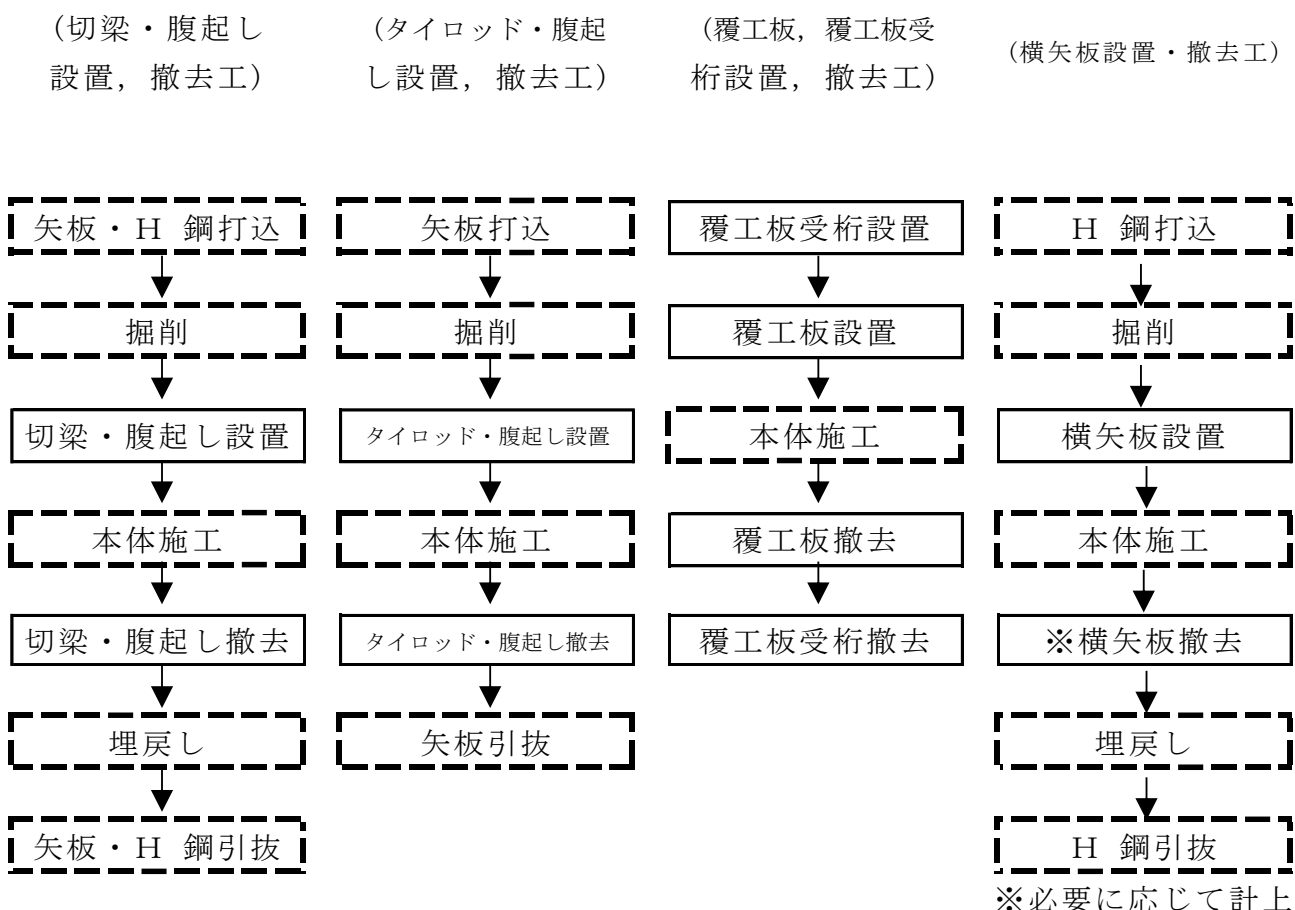 (切梁・腹起し
設置，撤去工)
矢板・H 鋼打込
掘削
切梁・腹起し設置
本体施工
切梁・腹起し撤去
埋戻し
矢板・H 鋼引抜
(タイロッド・腹起
し設置，撤去工)
矢板打込
掘削
タイロッド・腹起し設置
本体施工
タイロッド・腹起し撤去
矢板引抜
(覆工板，覆工板受
桁設置，撤去工)
覆工板受桁設置
覆工板設置
本体施工
覆工板撤去
覆工板受桁撤去
(横矢板設置・撤去工)
H 鋼打込
掘削
横矢板設置
本体施工
※横矢板撤去
埋戻し
H 鋼引抜
※必要に応じて計上